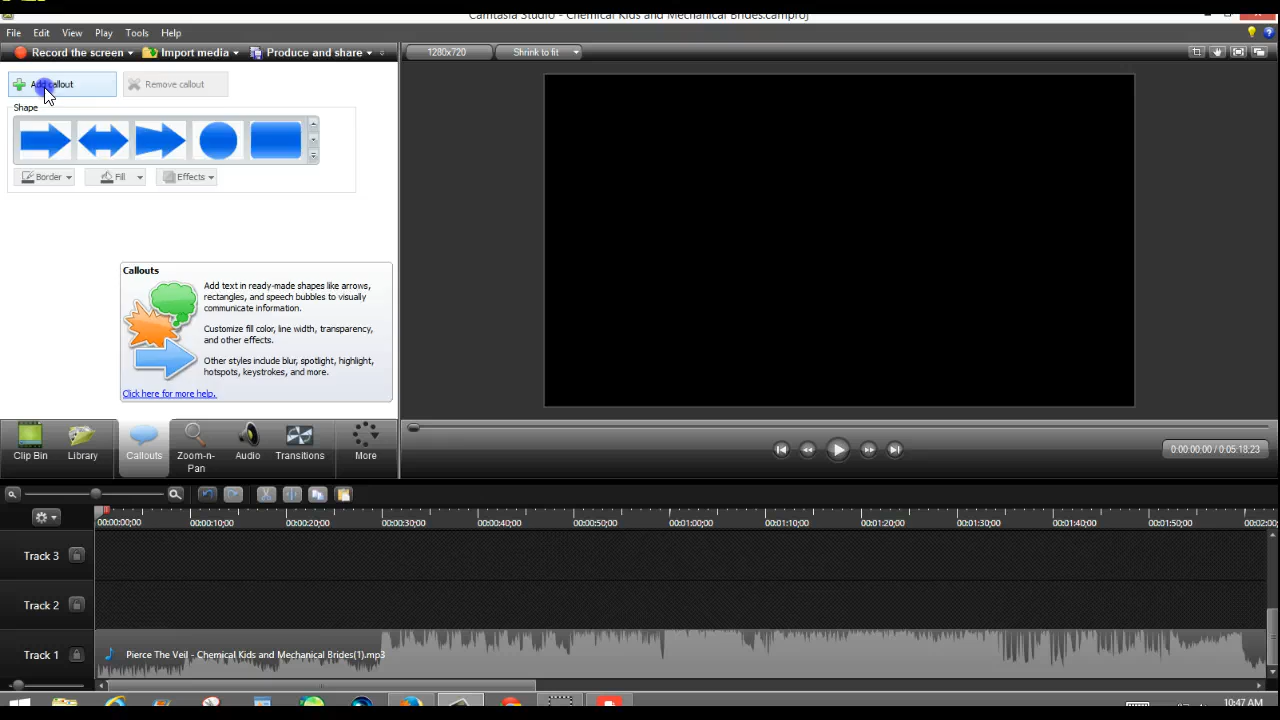 Camtasia Studio - Chemical Kids and Mechanical Brides.camproj
File Edit View Play Tools Help
Record the screen Import media Produce and share 1280x720 Shrink to fit
Add callout Remove callout
Shape
Border Fill Effects
Callouts
Add text in ready-made shapes like arrows,
rectangles, and speech bubbles to visually
communicate information.
Customize fill color, line width, transparency,
and other effects.
Other styles include blur, spotlight, highlight,
hotspots, keystrokes, and more.
Click here for more help.
Clip Bin Library Callouts Zoom-n-
Pan Audio Transitions More
0:00:00;00 / 0:05:18;23
00:00:00;00 00:00:10;00 00:00:20;00 00:00:30;00 00:00:40;00 00:00:50;00 00:01:00;00 00:01:10;00 00:01:20;00 00:01:30;00 00:01:40;00 00:01:50;00 00:02:00;
Track 3
Track 2
Track 1 Pierce The Veil - Chemical Kids and Mechanical Brides(1).mp3
10:47 AM